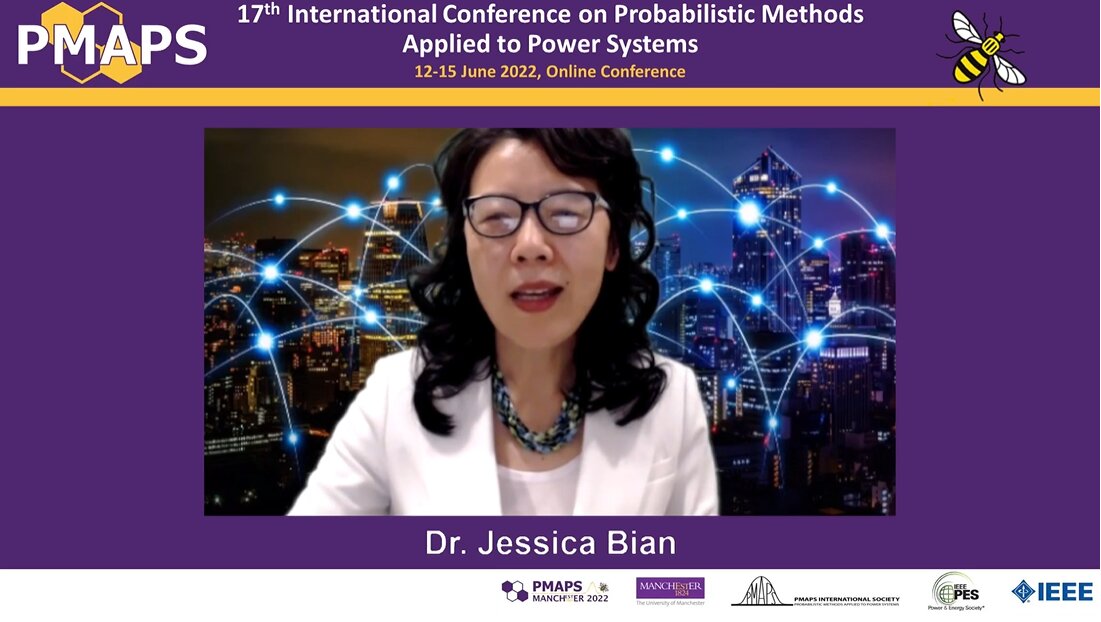 PMAPS
17th International Conference on Probabilistic Methods
Applied to Power Systems
12-15 June 2022, Online Conference
Dr. Jessica Bian
PMAPS
MANCHESTER 2022
MANCHESTER
1824
The University of Manchester
PMAPS
PMAPS INTERNATIONAL SOCIETY
PROBABILISTIC METHODS APPLIED TO POWER SYSTEMS
IEEE
PES
Power & Energy Society®
IEEE